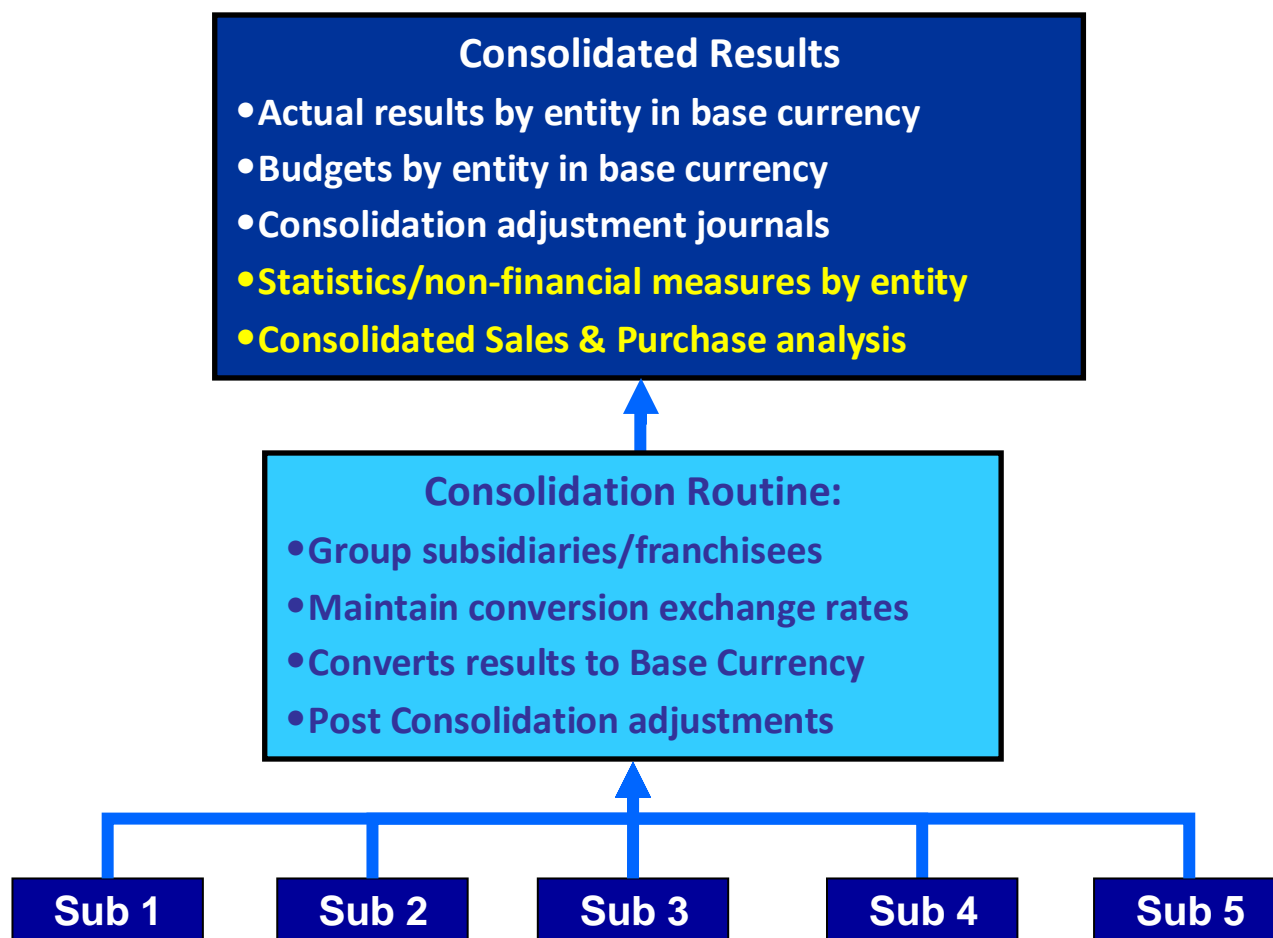 Consolidated Results
•Actual results by entity in base currency
•Budgets by entity in base currency
•Consolidation adjustment journals
•Statistics/non-financial measures by entity
•Consolidated Sales & Purchase analysis
Consolidation Routine:
•Group subsidiaries/franchisees
•Maintain conversion exchange rates
•Converts results to Base Currency
•Post Consolidation adjustments
Sub 1
Sub 2
Sub 3
Sub 4
Sub 5